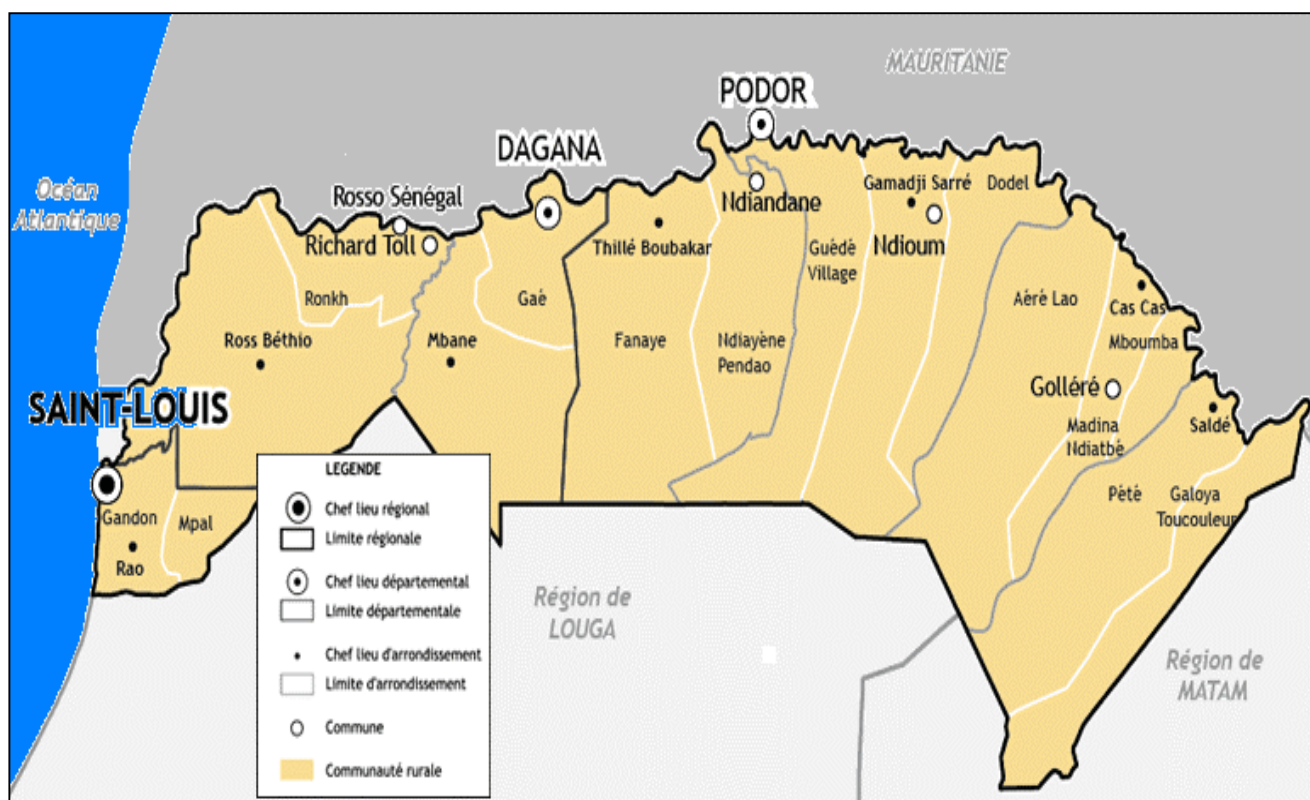 MAURITANIE
PODOR
DAGANA
Océan
Atlantique
Rosso Sénégal
Richard Toll
Ndiandane
Gamadji Sarré
Dodel
Ndioum
Thillé Boubakar
Guédé
Village
Ronkh
Gaé
Aéré Lao
Cas Cas
Ross Béthio
Mbane
Fanaye
Ndiayène
Pendao
Mboumba
Golléré
SAINT-LOUIS
Madina
Ndiatbé
Saldé
Gandon
Mpal
Rao
Pété
Galoya
Toucouleur
LEGENDE
Chef lieu régional
Limite régionale
Chef lieu départemental
Limite départementale
Chef lieu d'arrondissement
Limite d'arrondissement
Commune
Communauté rurale
Région de
LOUGA
Région de
MATAM